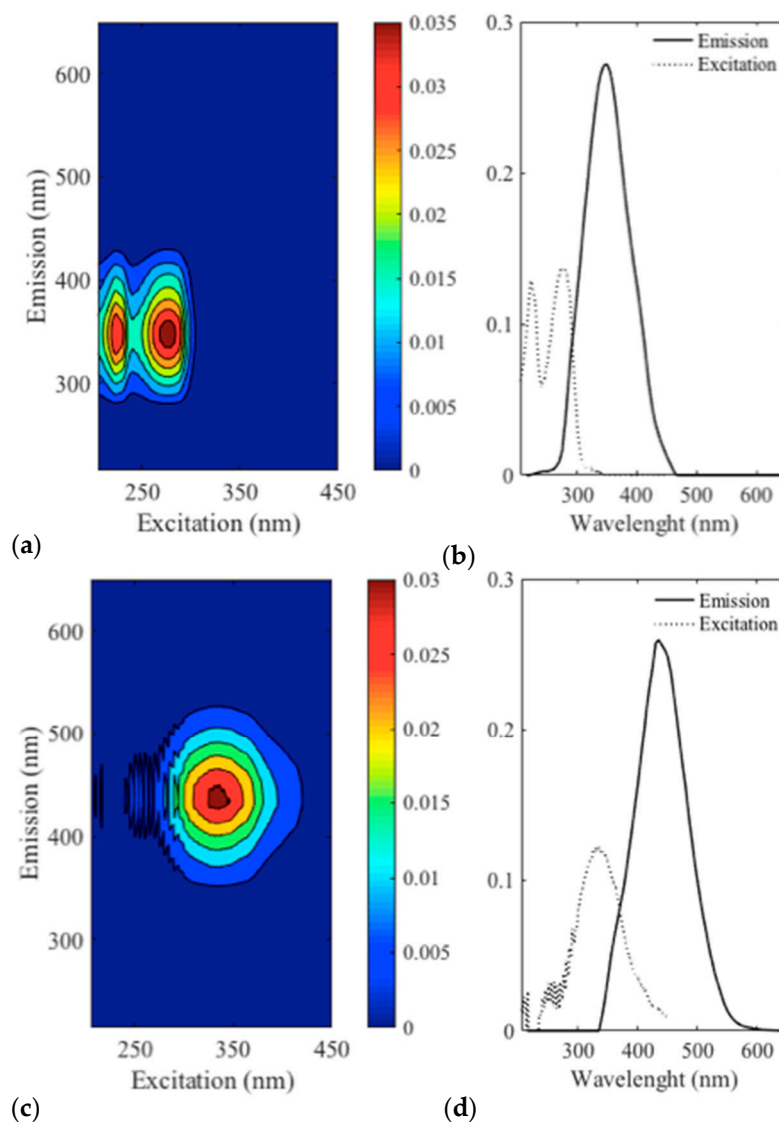 600
500
400
300
250 350 450
Emission (nm)
Excitation (nm)
0.035
0.03
0.025
0.02
0.015
0.01
0.005
0
(a)
0.3
0.2
0.1
0
300 400 500 600
Wavelenght (nm)
Emission
Excitation
(b)
600
500
400
300
250 350 450
Emission (nm)
Excitation (nm)
0.03
0.025
0.02
0.015
0.01
0.005
0
(c)
0.3
0.2
0.1
0
300 400 500 600
Wavelenght (nm)
Emission
Excitation
(d)